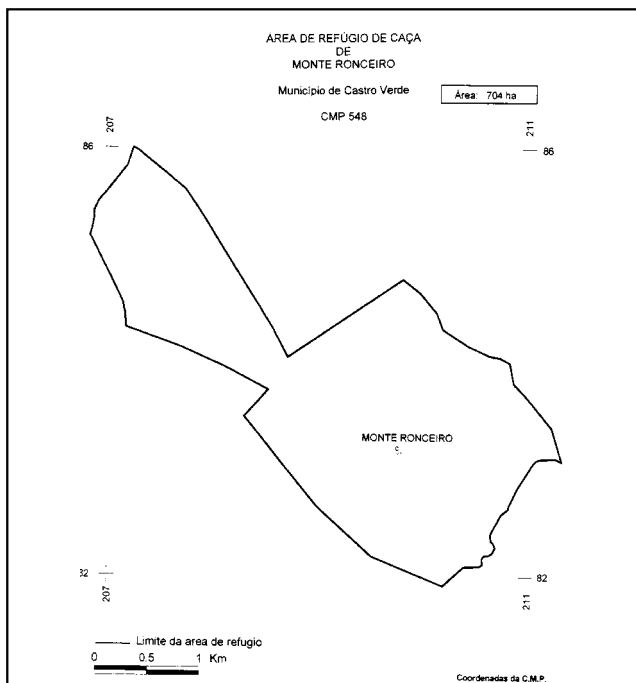 AREA DE REFÚGIO DE CAÇA
DE
MONTE RONCEIRO
Município de Castro Verde
Área: 704 ha
CMP 548
207
211
86
86
MONTE RONCEIRO
82
82
207
211
Limite da area de refugio
0 0.5 1 Km
Coordenadas da C.M.P.